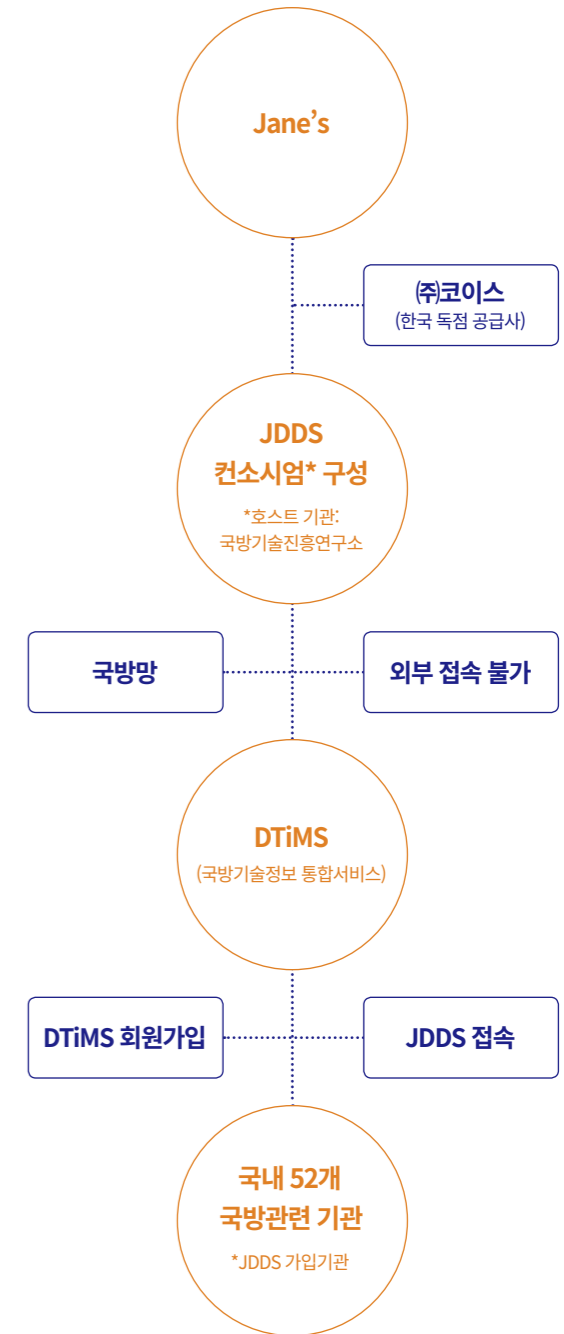 Jane’s
㈜코이스
(한국 독점 공급사)
JDDS
컨소시엄* 구성
*호스트 기관:
국방기술진흥연구소
국방망
외부 접속 불가
DTiMS
(국방기술정보 통합서비스)
DTiMS 회원가입
JDDS 접속
국내 52개
국방관련 기관
*JDDS 가입기관